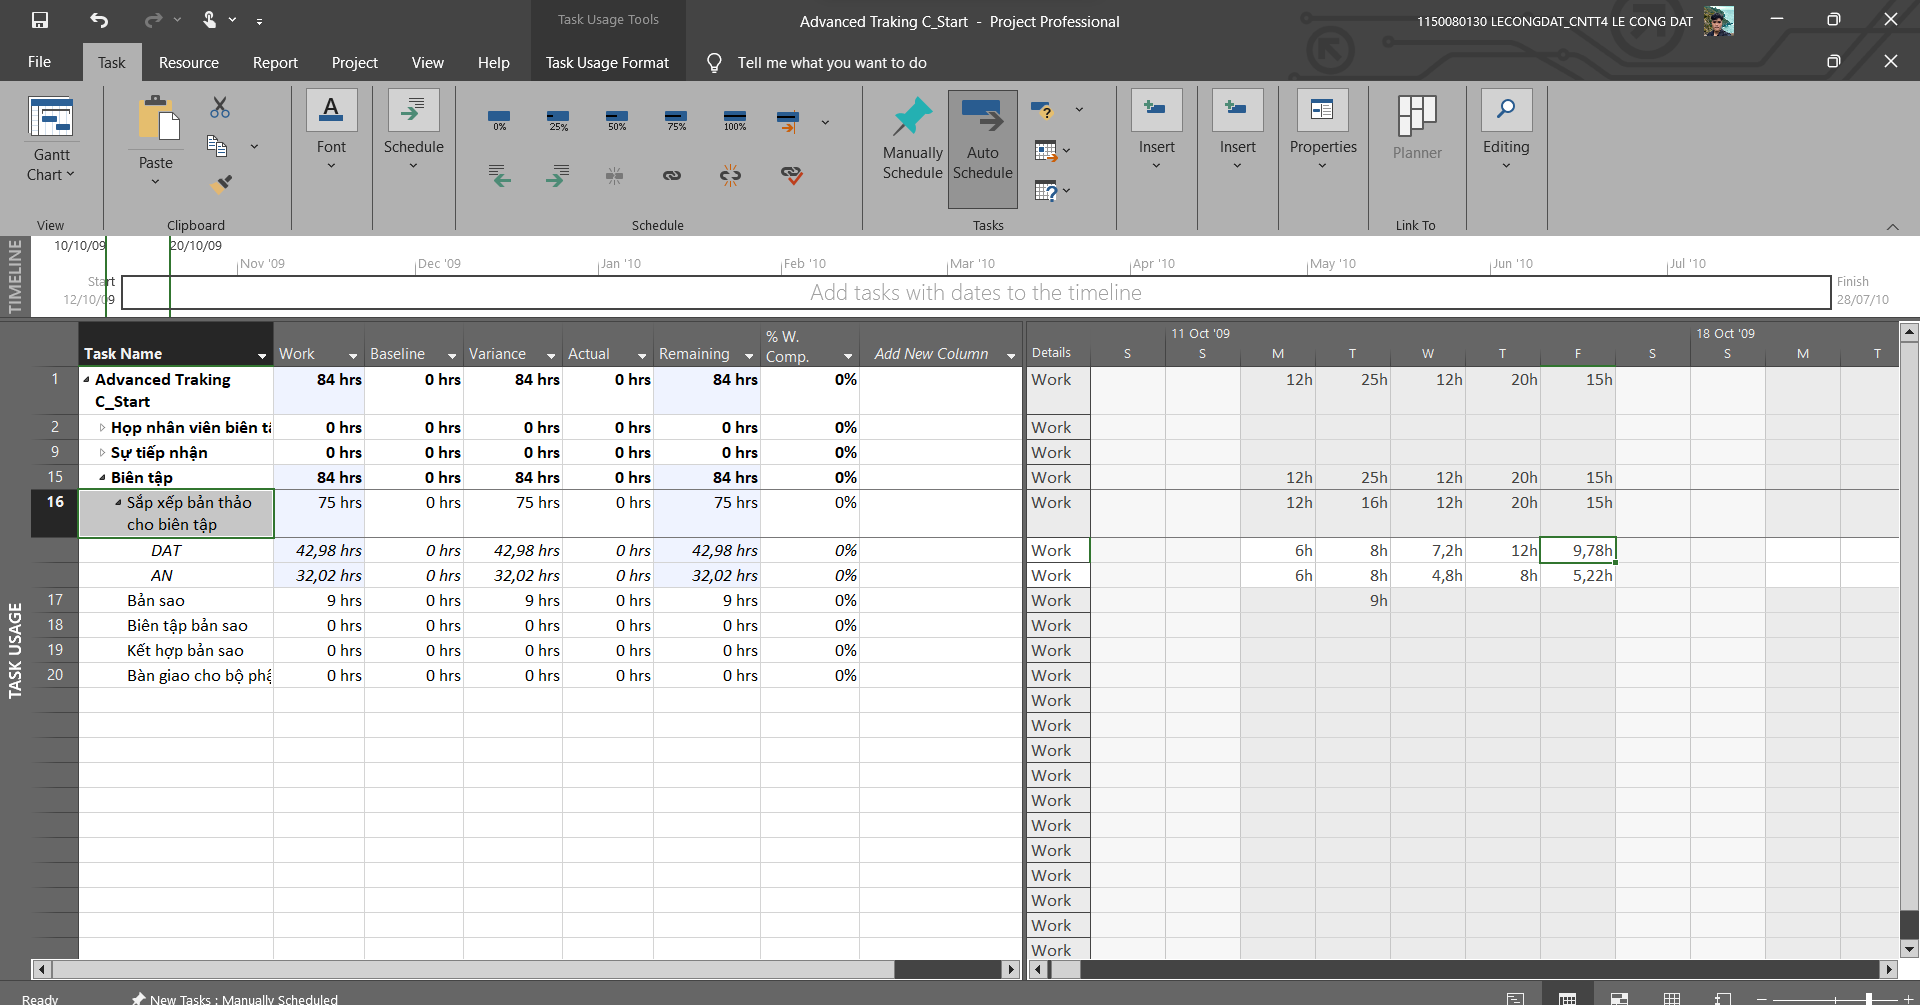 Task Usage Tools
Advanced Traking C_Start - Project Professional
1150080130 LECONGDAT_CNTT4 LE CONG DAT
File Task Resource Report Project View Help Task Usage Format Tell me what you want to do
Gantt Chart
View
Paste
Clipboard
Font
Schedule
0% 25% 50% 75% 100%
Schedule
Manually Schedule
Auto Schedule
Tasks
Insert
Insert
Properties
Planner
Link To
Editing
TIMELINE
10/10/09 20/10/09
Nov '09 Dec '09 Jan '10 Feb '10 Mar '10 Apr '10 May '10 Jun '10 Jul '10
Start
12/10/09
Add tasks with dates to the timeline
Finish
28/07/10
TASK USAGE
Task Name Work Baseline Variance Actual Remaining % W. Comp. Add New Column
Details 11 Oct '09 18 Oct '09
S S M T W T F S S M T
1 Advanced Traking C_Start 84 hrs 0 hrs 84 hrs 0 hrs 84 hrs 0% Work 12h 25h 12h 20h 15h
2 Họp nhân viên biên 0 hrs 0 hrs 0 hrs 0 hrs 0 hrs 0% Work
9 Sự tiếp nhận 0 hrs 0 hrs 0 hrs 0 hrs 0 hrs 0% Work
15 Biên tập 84 hrs 0 hrs 84 hrs 0 hrs 84 hrs 0% Work 12h 25h 12h 20h 15h
16 Sắp xếp bản thảo cho biên tập 75 hrs 0 hrs 75 hrs 0 hrs 75 hrs 0% Work 12h 16h 12h 20h 15h
DAT 42,98 hrs 0 hrs 42,98 hrs 0 hrs 42,98 hrs 0% Work 6h 8h 7,2h 12h 9,78h
AN 32,02 hrs 0 hrs 32,02 hrs 0 hrs 32,02 hrs 0% Work 6h 8h 4,8h 8h 5,22h
17 Bản sao 9 hrs 0 hrs 9 hrs 0 hrs 9 hrs 0% Work 9h
18 Biên tập bản sao 0 hrs 0 hrs 0 hrs 0 hrs 0 hrs 0% Work
19 Kết hợp bản sao 0 hrs 0 hrs 0 hrs 0 hrs 0 hrs 0% Work
20 Bàn giao cho bộ 0 hrs 0 hrs 0 hrs 0 hrs 0 hrs 0% Work
Work
Work
Work
Work
Work
Work
Work
Work
Work
Work
Work
Ready New Tasks : Manually Scheduled